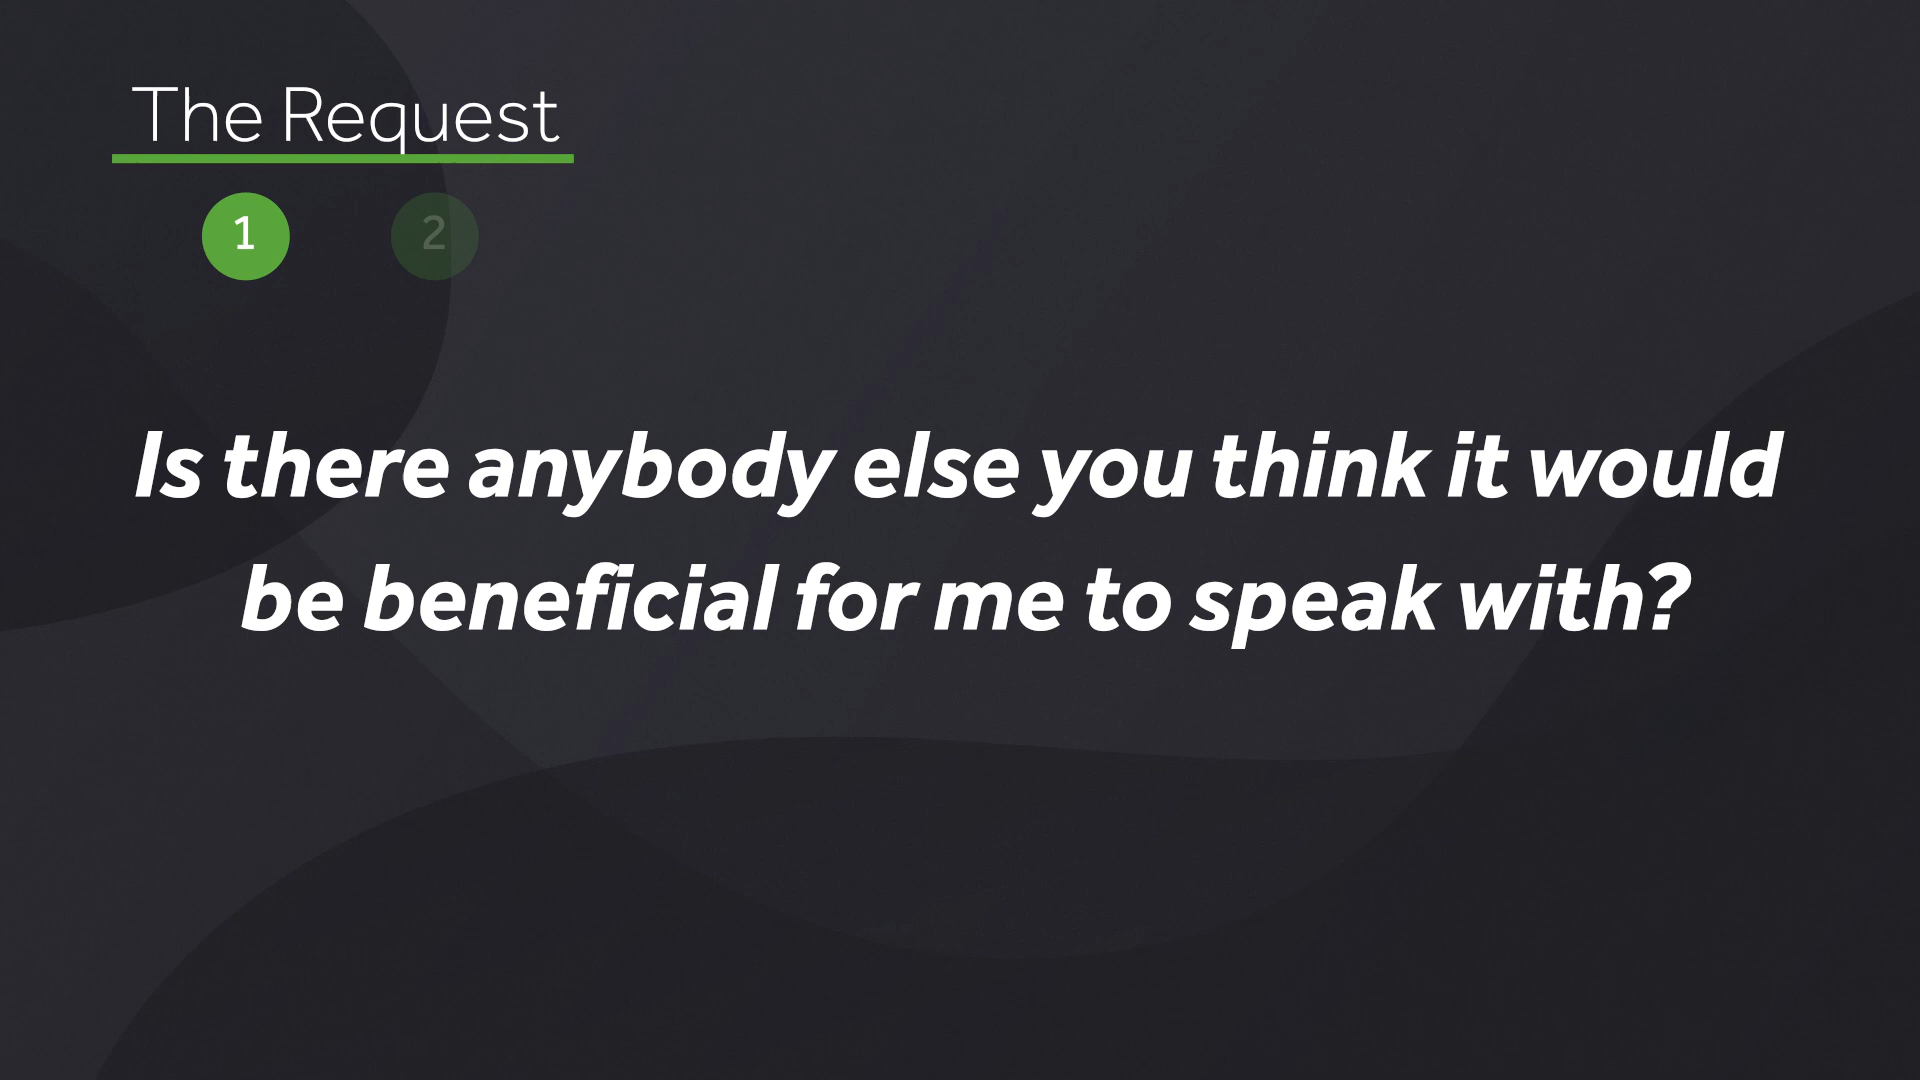 The Request
1
2
Is there anybody else you think it would
be beneficial for me to speak with?